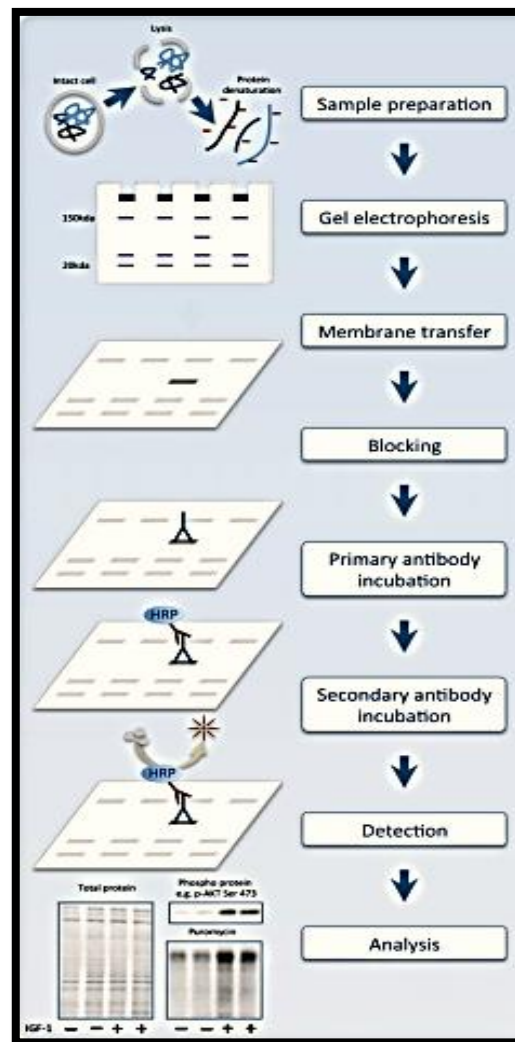 Lysis
Intact cell
Protein
denaturation
Sample preparation
150kda
20kda
Gel electrophoresis
Membrane transfer
Blocking
Primary antibody
incubation
HRP
Secondary antibody
incubation
HRP
Detection
Total protein
Phospho protein
e.g. p-AKT Ser 473
Puromycin
Analysis
IGF-1 − − + + − − + +